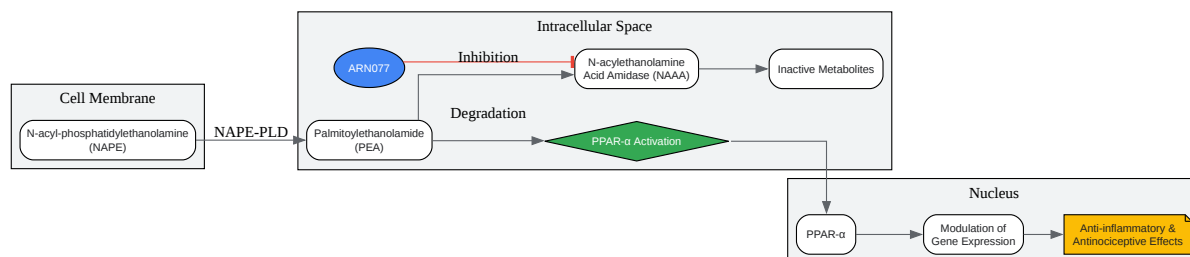 Intracellular Space
ARN077
Inhibition
N-acylethanolamine
Acid Amidase (NAAA)
Inactive Metabolites
Cell Membrane
N-acyl-phosphatidylethanolamine
(NAPE)
NAPE-PLD
Palmitoylethanolamide
(PEA)
Degradation
PPAR-α Activation
Nucleus
PPAR-α
Modulation of
Gene Expression
Anti-inflammatory &
Antinociceptive Effects